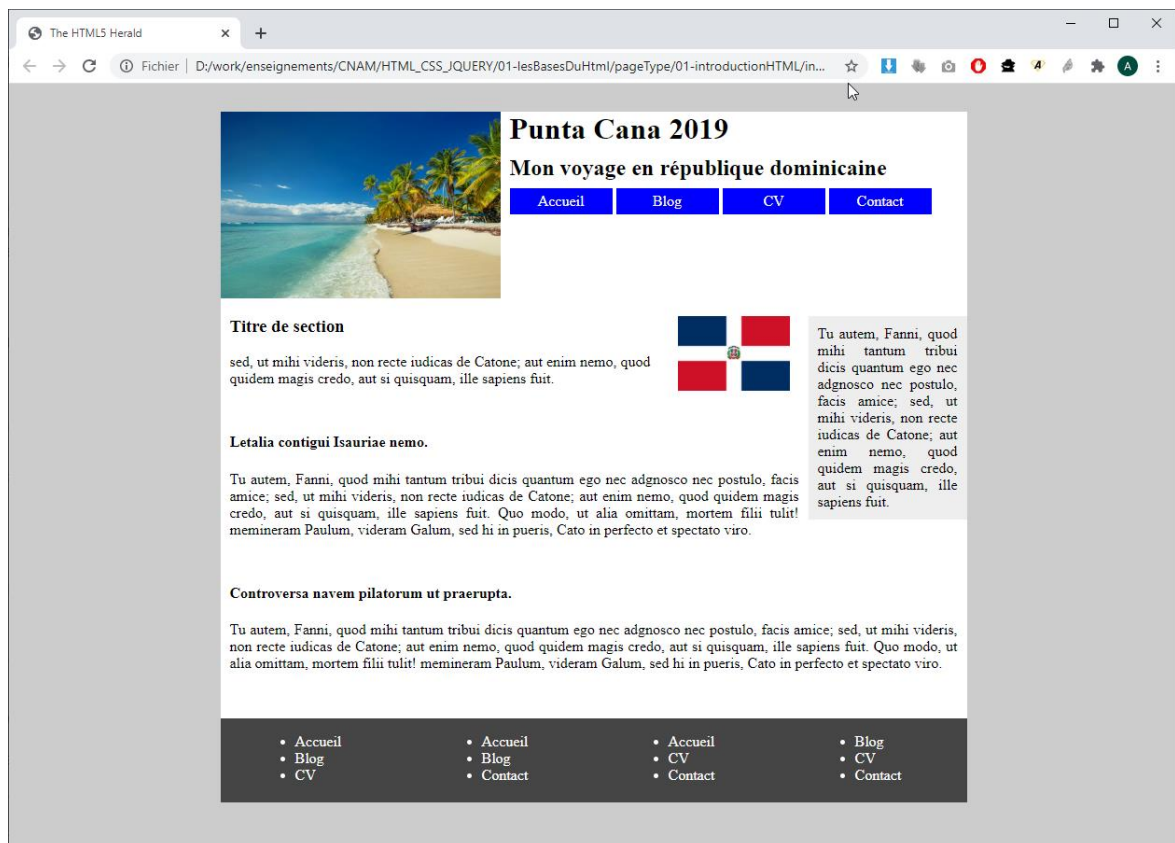 The HTML5 Herald
Fichier | D:/work/enseignements/CNAM/HTML_CSS_JQUERY/01-lesBasesDuHtml/pageType/01-introductionHTML/in...
A
A
Punta Cana 2019
Mon voyage en république dominicaine
Accueil Blog CV Contact
Titre de section
sed, ut mihi videris, non recte iudicas de Catone; aut enim nemo, quod
quidem magis credo, aut si quisquam, ille sapiens fuit.
Letalia contigui Isauriae nemo.
Tu autem, Fanni, quod mihi tantum tribui dicis quantum ego nec adgnosco nec postulo, facis
amice; sed, ut mihi videris, non recte iudicas de Catone; aut enim nemo, quod quidem magis
credo, aut si quisquam, ille sapiens fuit. Quo modo, ut alia omittam, mortem filii tulit!
memineram Paulum, videram Galum, sed hi in pueris, Cato in perfecto et spectato viro.
Tu autem, Fanni, quod
mihi tantum tribui
dicis quantum ego nec
adgnosco nec postulo,
facis amice; sed, ut
mihi videris, non recte
iudicas de Catone; aut
enim nemo, quod
quidem magis credo,
aut si quisquam, ille
sapiens fuit.
Controversa navem pilatorum ut praerupta.
Tu autem, Fanni, quod mihi tantum tribui dicis quantum ego nec adgnosco nec postulo, facis amice; sed, ut mihi videris,
non recte iudicas de Catone; aut enim nemo, quod quidem magis credo, aut si quisquam, ille sapiens fuit. Quo modo, ut
alia omittam, mortem filii tulit! memineram Paulum, videram Galum, sed hi in pueris, Cato in perfecto et spectato viro.
• Accueil
• Blog
• CV
• Accueil
• Blog
• Contact
• Accueil
• CV
• Contact
• Blog
• CV
• Contact